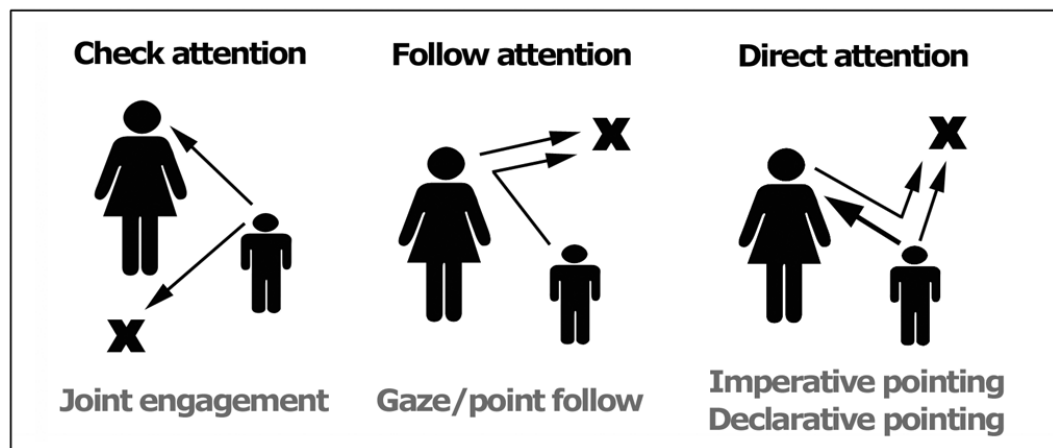 Check attention
Follow attention
Direct attention
X
X
X
Joint engagement
Gaze/point follow
Imperative pointing
Declarative pointing